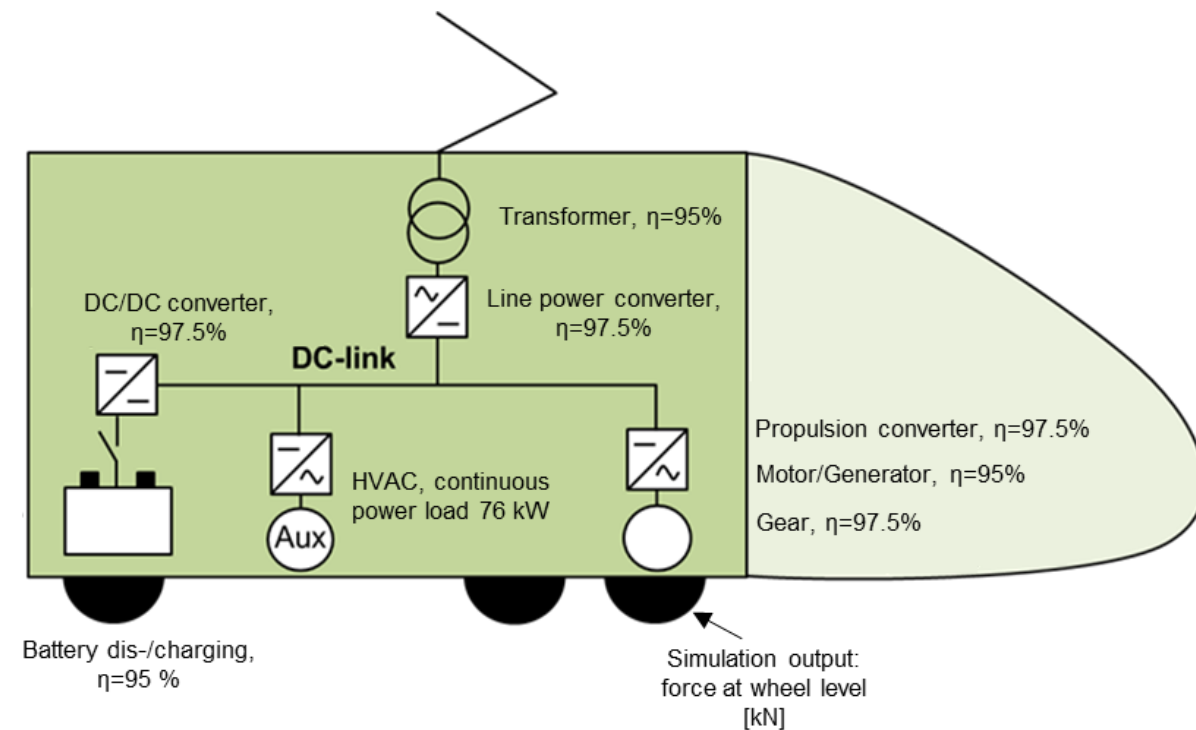 Transformer, η=95%
DC/DC converter,
η=97.5%
Line power converter,
η=97.5%
DC-link
HVAC, continuous
power load 76 kW
Aux
Propulsion converter, η=97.5%
Motor/Generator, η=95%
Gear, η=97.5%
Battery dis-/charging,
η=95 %
Simulation output:
force at wheel level
[kN]